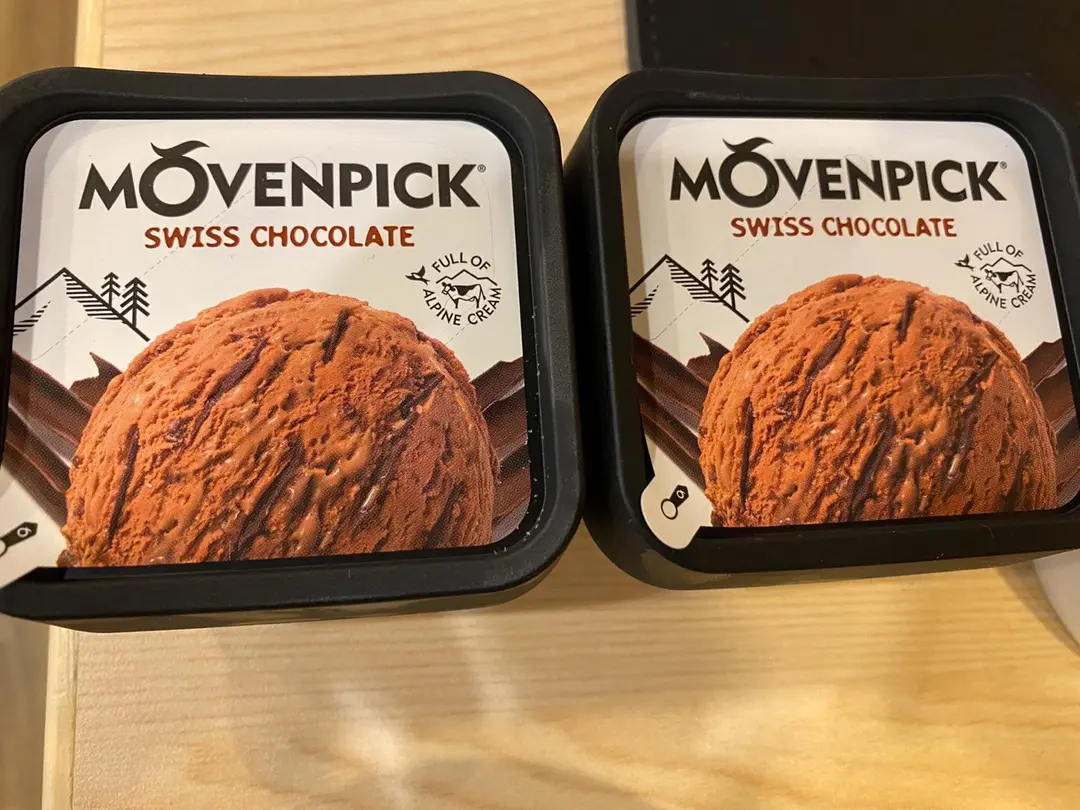 MÖVENPICK®
SWISS CHOCOLATE
FULL OF
ALPINE CREAM
MÖVENPICK®
SWISS CHOCOLATE
FULL OF
ALPINE CREAM